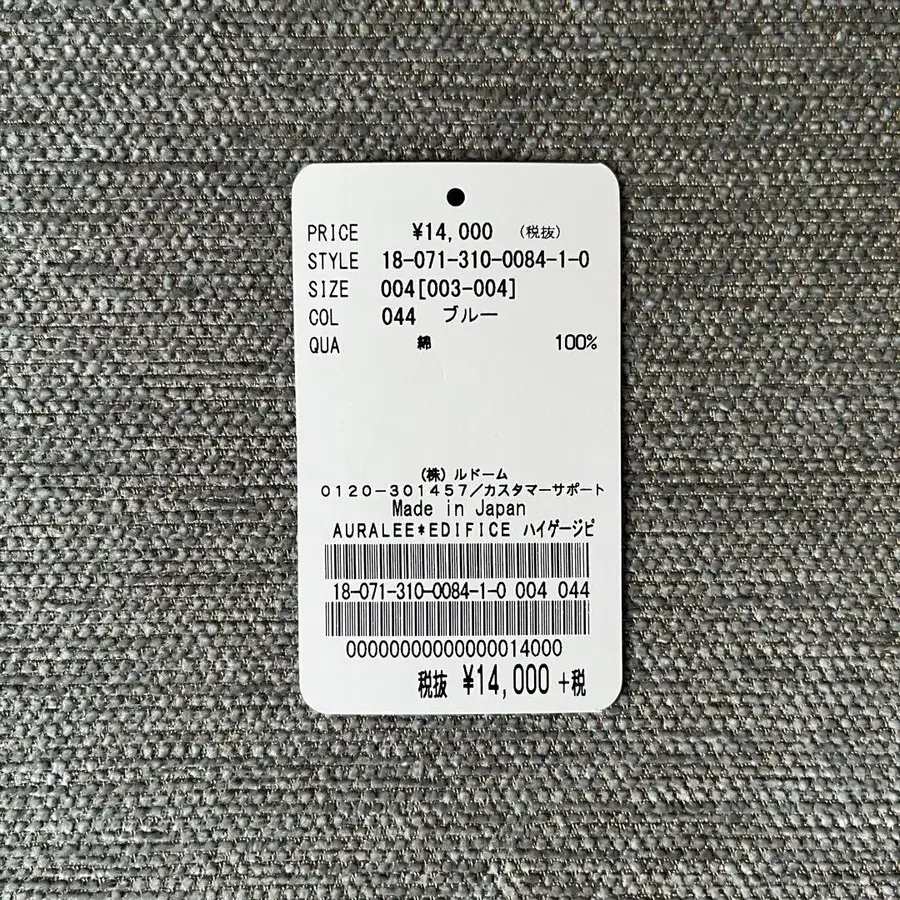 PRICE ¥14,000 (税抜)
STYLE 18-071-310-0084-1-0
SIZE 004[003-004]
COL 044 ブルー
QUA 綿 100%
(株) ルドーム
0120-301457/カスタマーサポート
Made in Japan
AURALEE*EDIFICE ハイゲージピ
18-071-310-0084-1-0 004 044
00000000000000014000
税抜 ¥14,000 +税